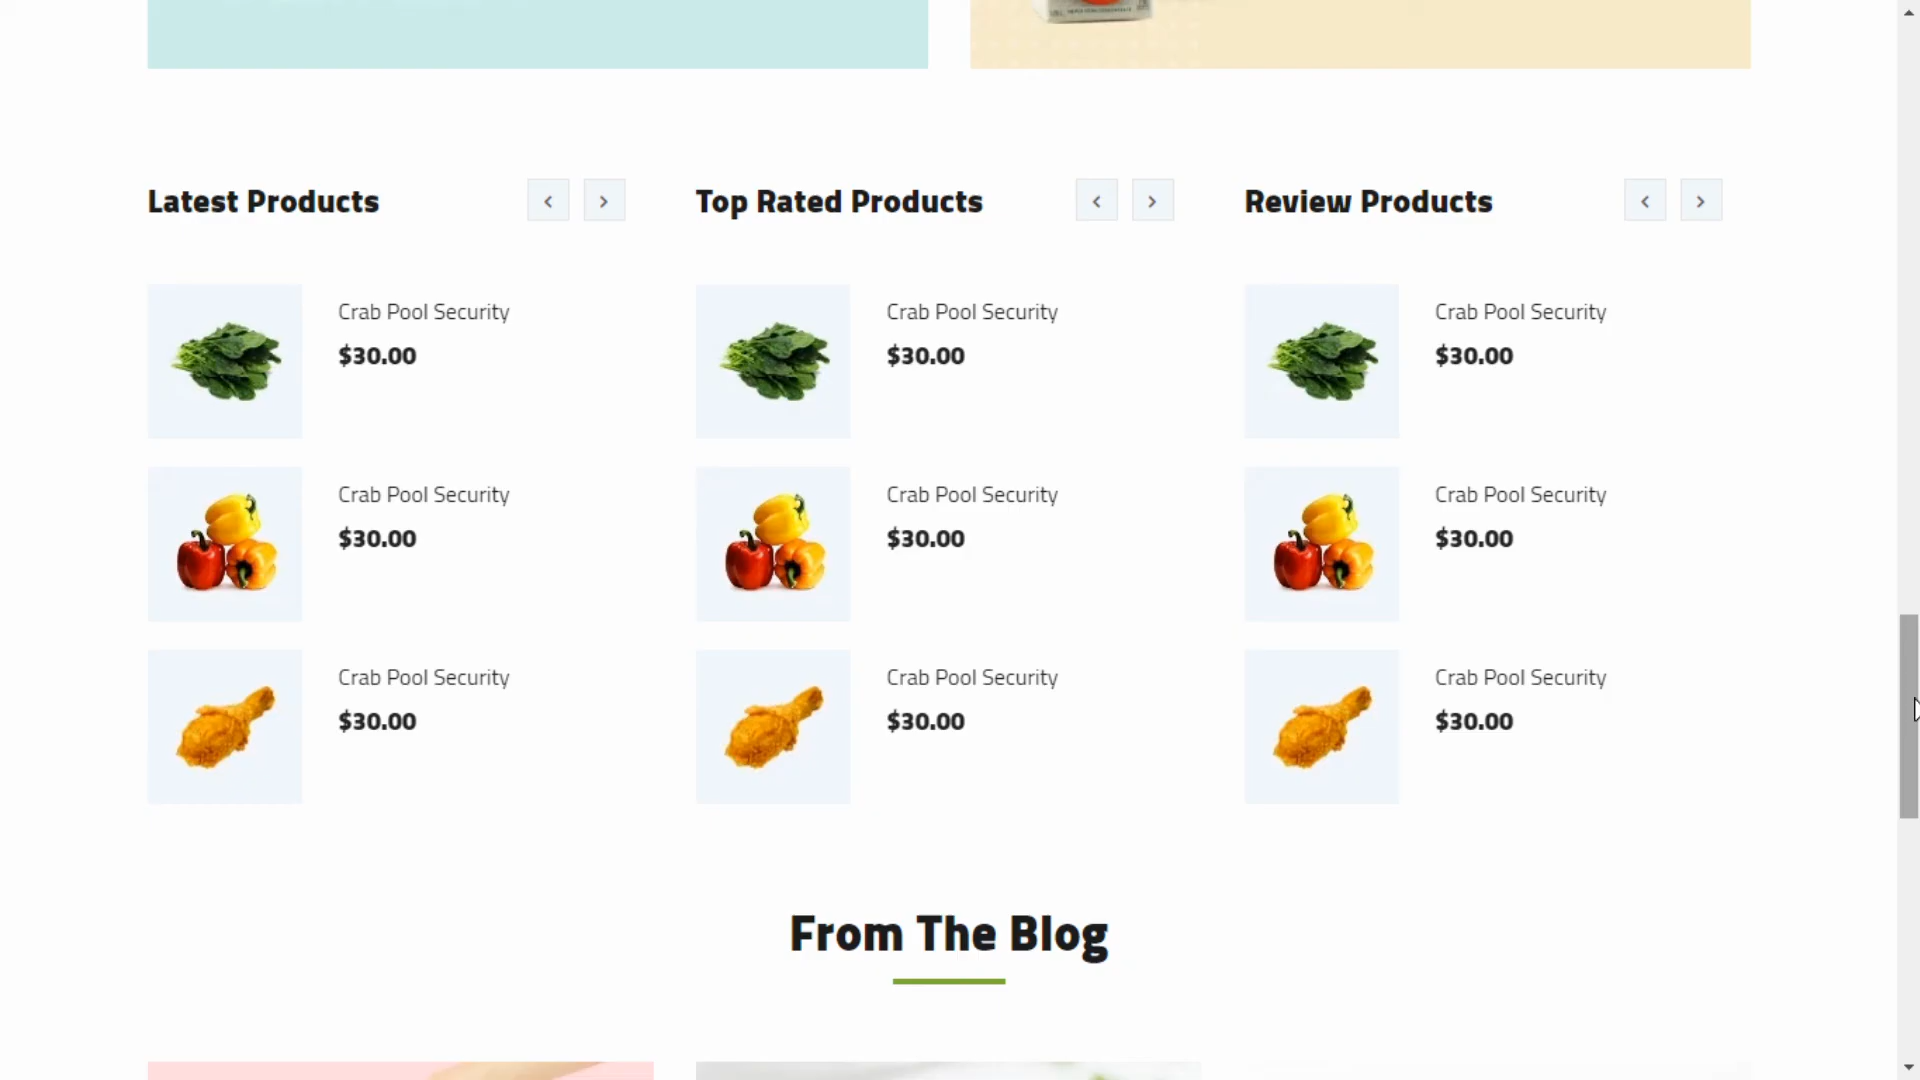 Latest Products
Crab Pool Security
$30.00
Crab Pool Security
$30.00
Crab Pool Security
$30.00
Top Rated Products
Crab Pool Security
$30.00
Crab Pool Security
$30.00
Crab Pool Security
$30.00
Review Products
Crab Pool Security
$30.00
Crab Pool Security
$30.00
Crab Pool Security
$30.00
From The Blog